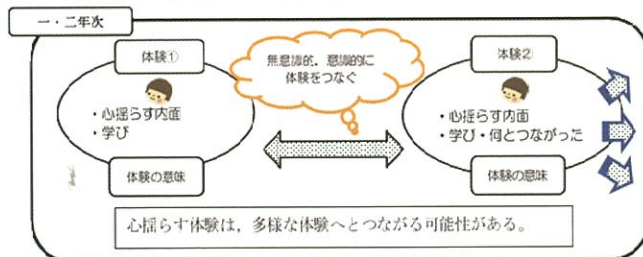 一・二年次
体験①
・心揺らす内面
・学び
体験の意味
無意識的，意識的に
体験をつなぐ
体験②
・心揺らす内面
・学び・何とつながった
体験の意味
心揺らす体験は，多様な体験へとつながる可能性がある。